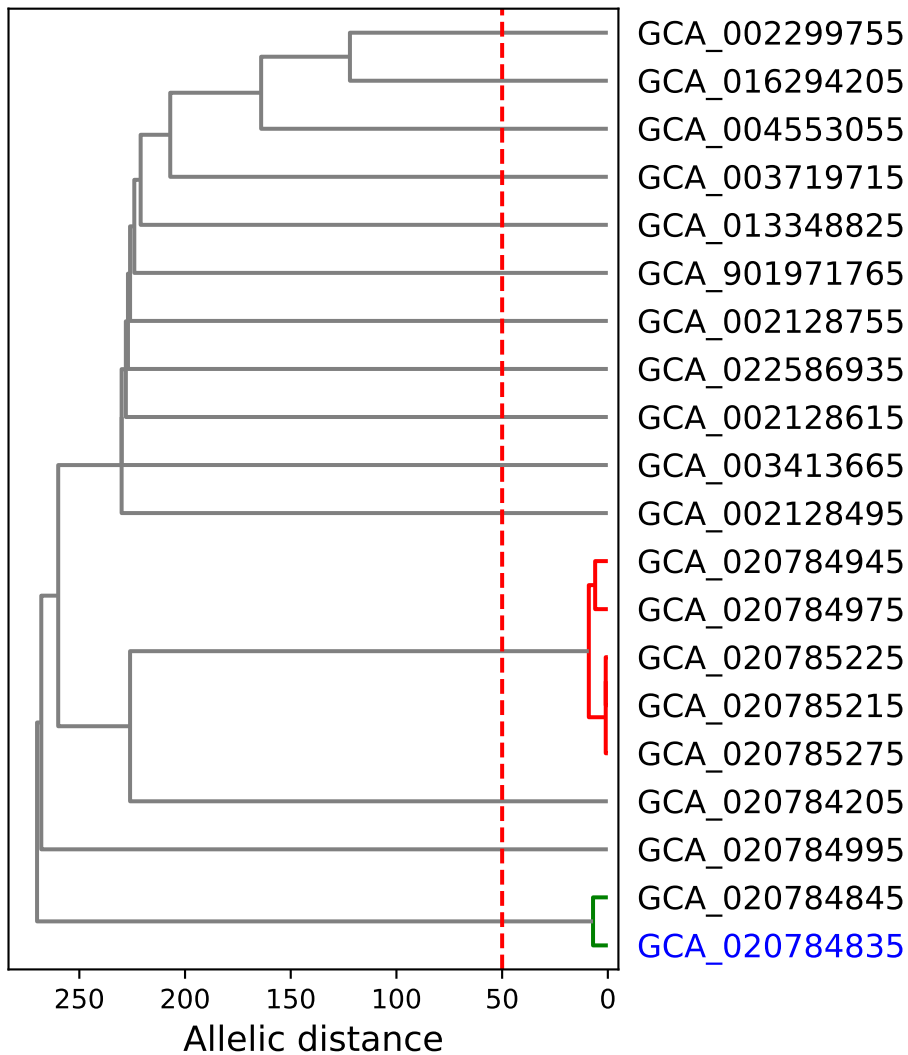 GCA_002299755
GCA_016294205
GCA_004553055
GCA_003719715
GCA_013348825
GCA_901971765
GCA_002128755
GCA_022586935
GCA_002128615
GCA_003413665
GCA_002128495
GCA_020784945
GCA_020784975
GCA_020785225
GCA_020785215
GCA_020785275
GCA_020784205
GCA_020784995
GCA_020784845
GCA_020784835
250 200 150 100 50 0
Allelic distance